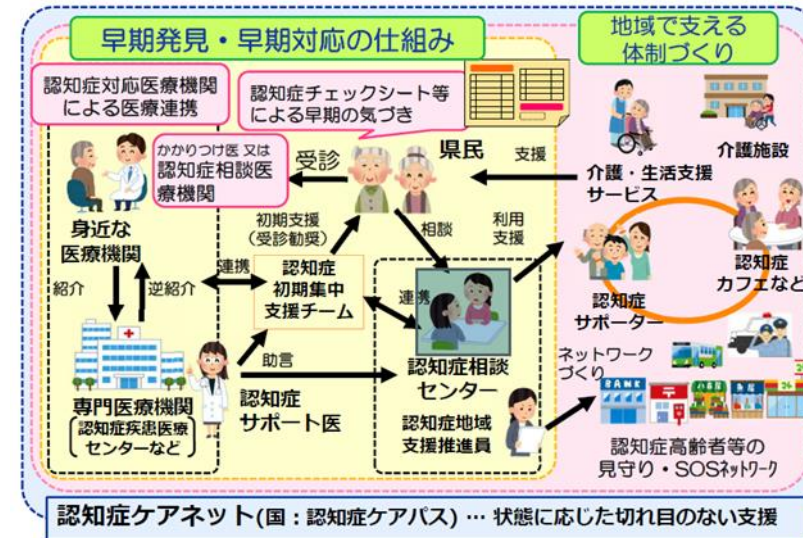 早期発見・早期対応の仕組み
地域で支える
体制づくり
認知症対応医療機関
による医療連携
認知症チェックシート等
による早期の気づき
かかりつけ医 又は
認知症相談医
療機関
受診
県民
支援
介護・生活支援
サービス
介護施設
身近な
医療機関
初期支援
(受診勧奨)
相談
利用
支援
認知症
カフェなど
連携
認知症
初期集中
支援チーム
連携
認知症
サポーター
紹介
逆紹介
助言
認知症相談
センター
ネットワーク
づくり
BANK
専門医療機関
認知症疾患医療
センターなど
認知症
サポート医
認知症地域
支援推進員
認知症高齢者等の
見守り・SOSネットワーク
認知症ケアネット(国：認知症ケアパス) … 状態に応じた切れ目のない支援